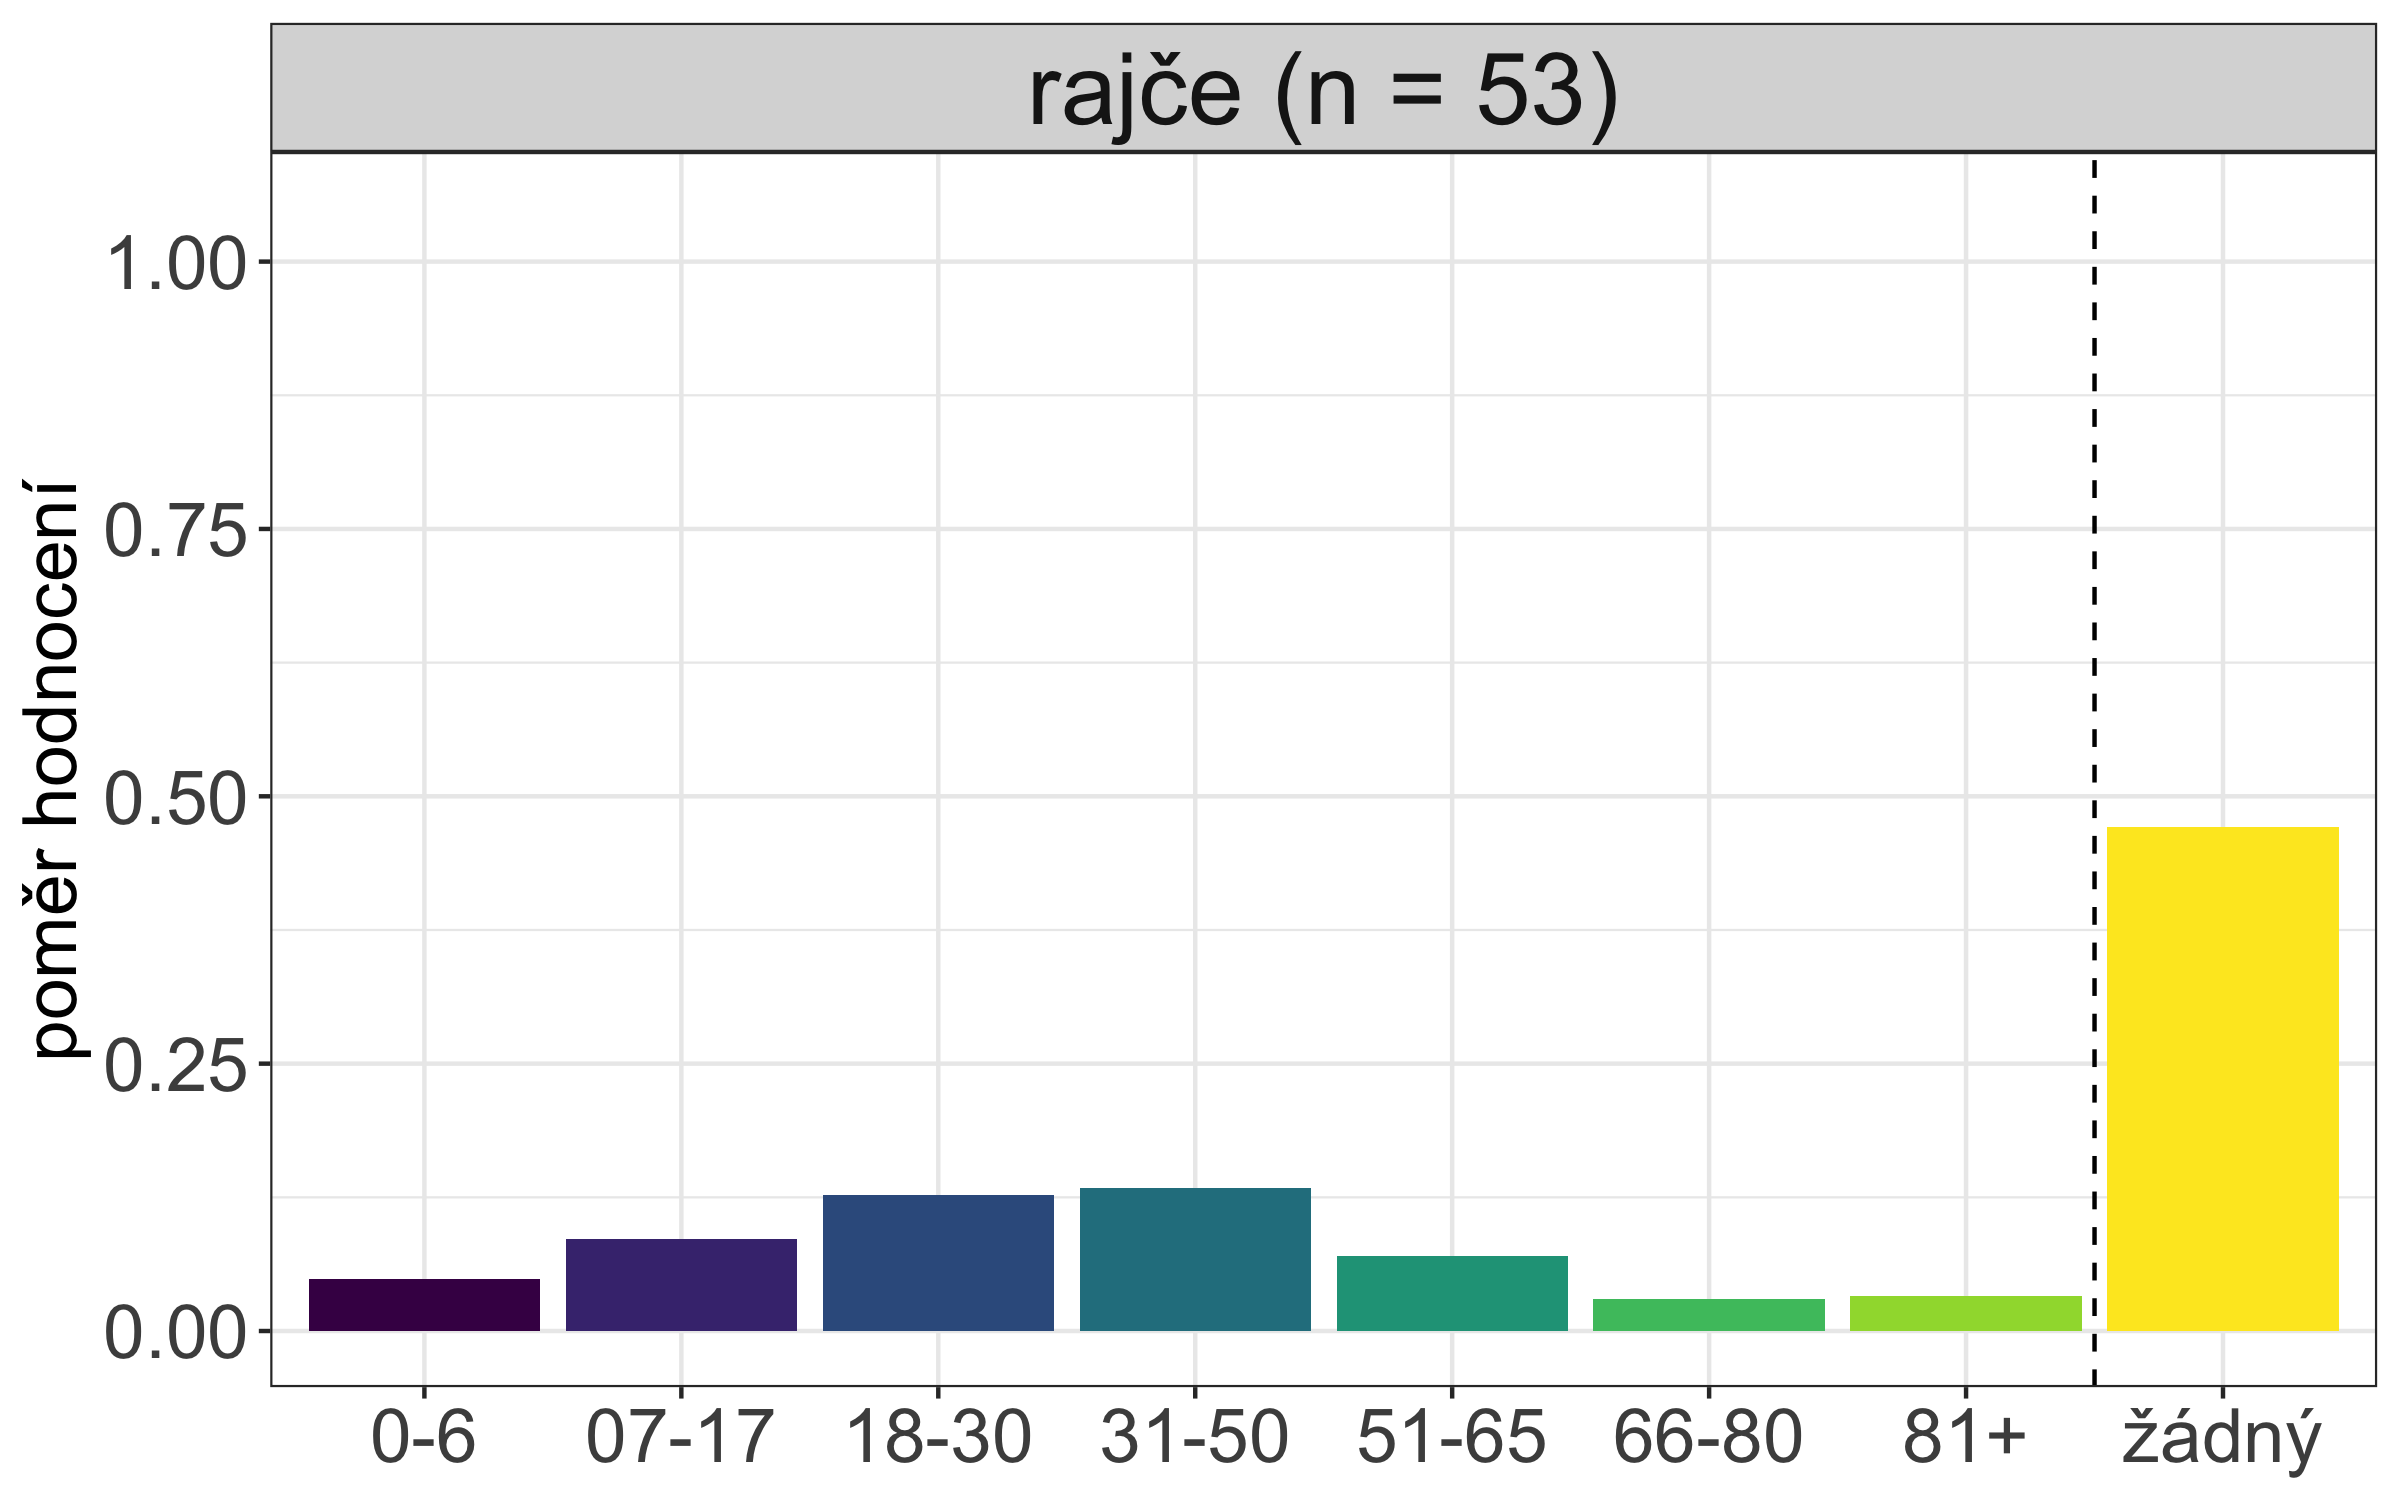 rajče (n = 53)
poměr hodnocení
1.00
0.75
0.50
0.25
0.00
0-6 07-17 18-30 31-50 51-65 66-80 81+ žádný